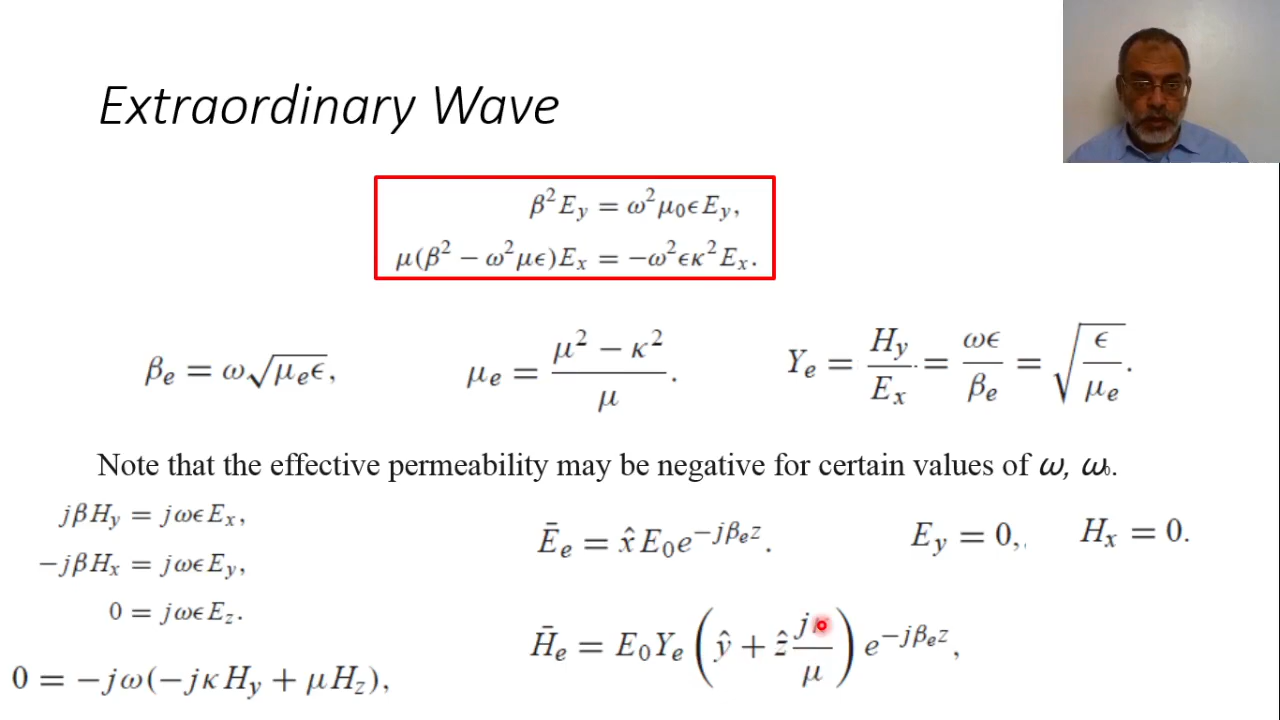 Extraordinary Wave
β²E_y = ω²μ₀ϵE_y,
μ(β² − ω²μϵ)E_x = −ω²ϵκ²E_x.
β_e = ω√(μ_eϵ), μ_e = (μ² − κ²)/μ. Y_e = H_y/E_x = ωϵ/β_e = √(ϵ/μ_e).
Note that the effective permeability may be negative for certain values of ω, ω₀.
jβH_y = jωϵE_x,
−jβH_x = jωϵE_y,
0 = jωϵE_z.
0 = −jω(−jκH_y + μH_z),
Ē_e = x̂E₀e^{−jβ_e z}. E_y = 0, H_x = 0.
H̄_e = E₀Y_e(ŷ + ẑ j/μ)e^{−jβ_e z},